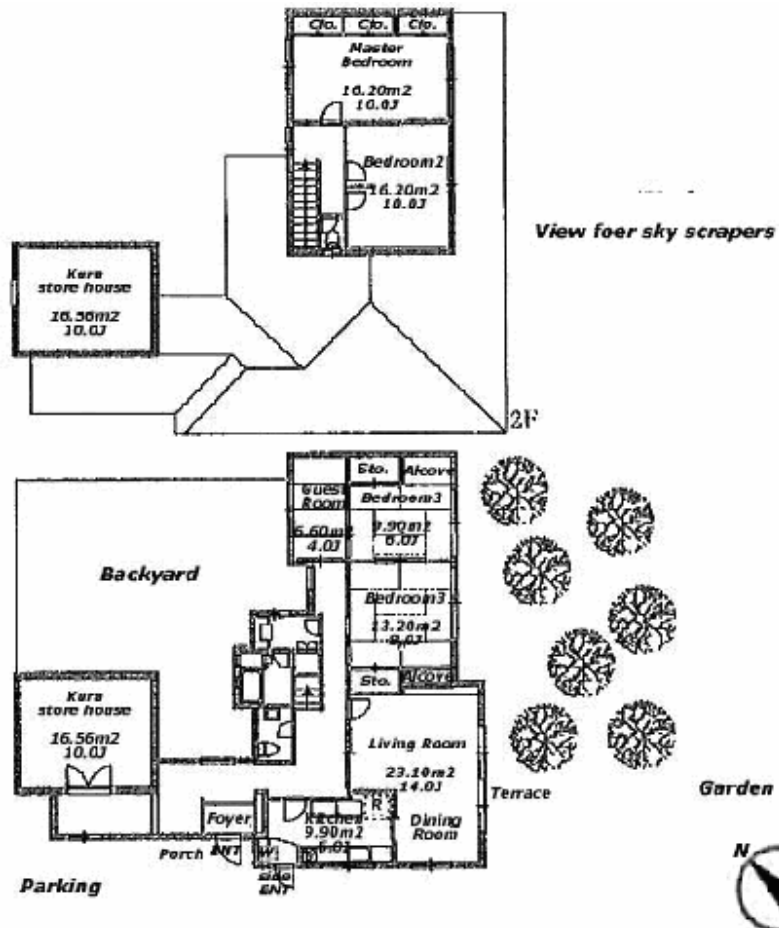 Clo. Clo. Clo.
Master
Bedroom
16.20m2
10.0J
Bedroom2
16.20m2
10.0J
View foer sky scrapers
Kura
store house
16.56m2
10.0J
2F
Sto. Alcove
Guest
Room
6.60m2
4.0J
Bedroom3
9.90m2
6.0J
Backyard
Bedroom3
13.20m2
8.0J
Sto. Alcove
Kura
store house
16.56m2
10.0J
Living Room
23.10m2
14.0J
Terrace
Garden
Foyer
R
Kitchen
9.90m2
6.0J
Dining
Room
Porch ENT
W
Side
ENT
Parking
N